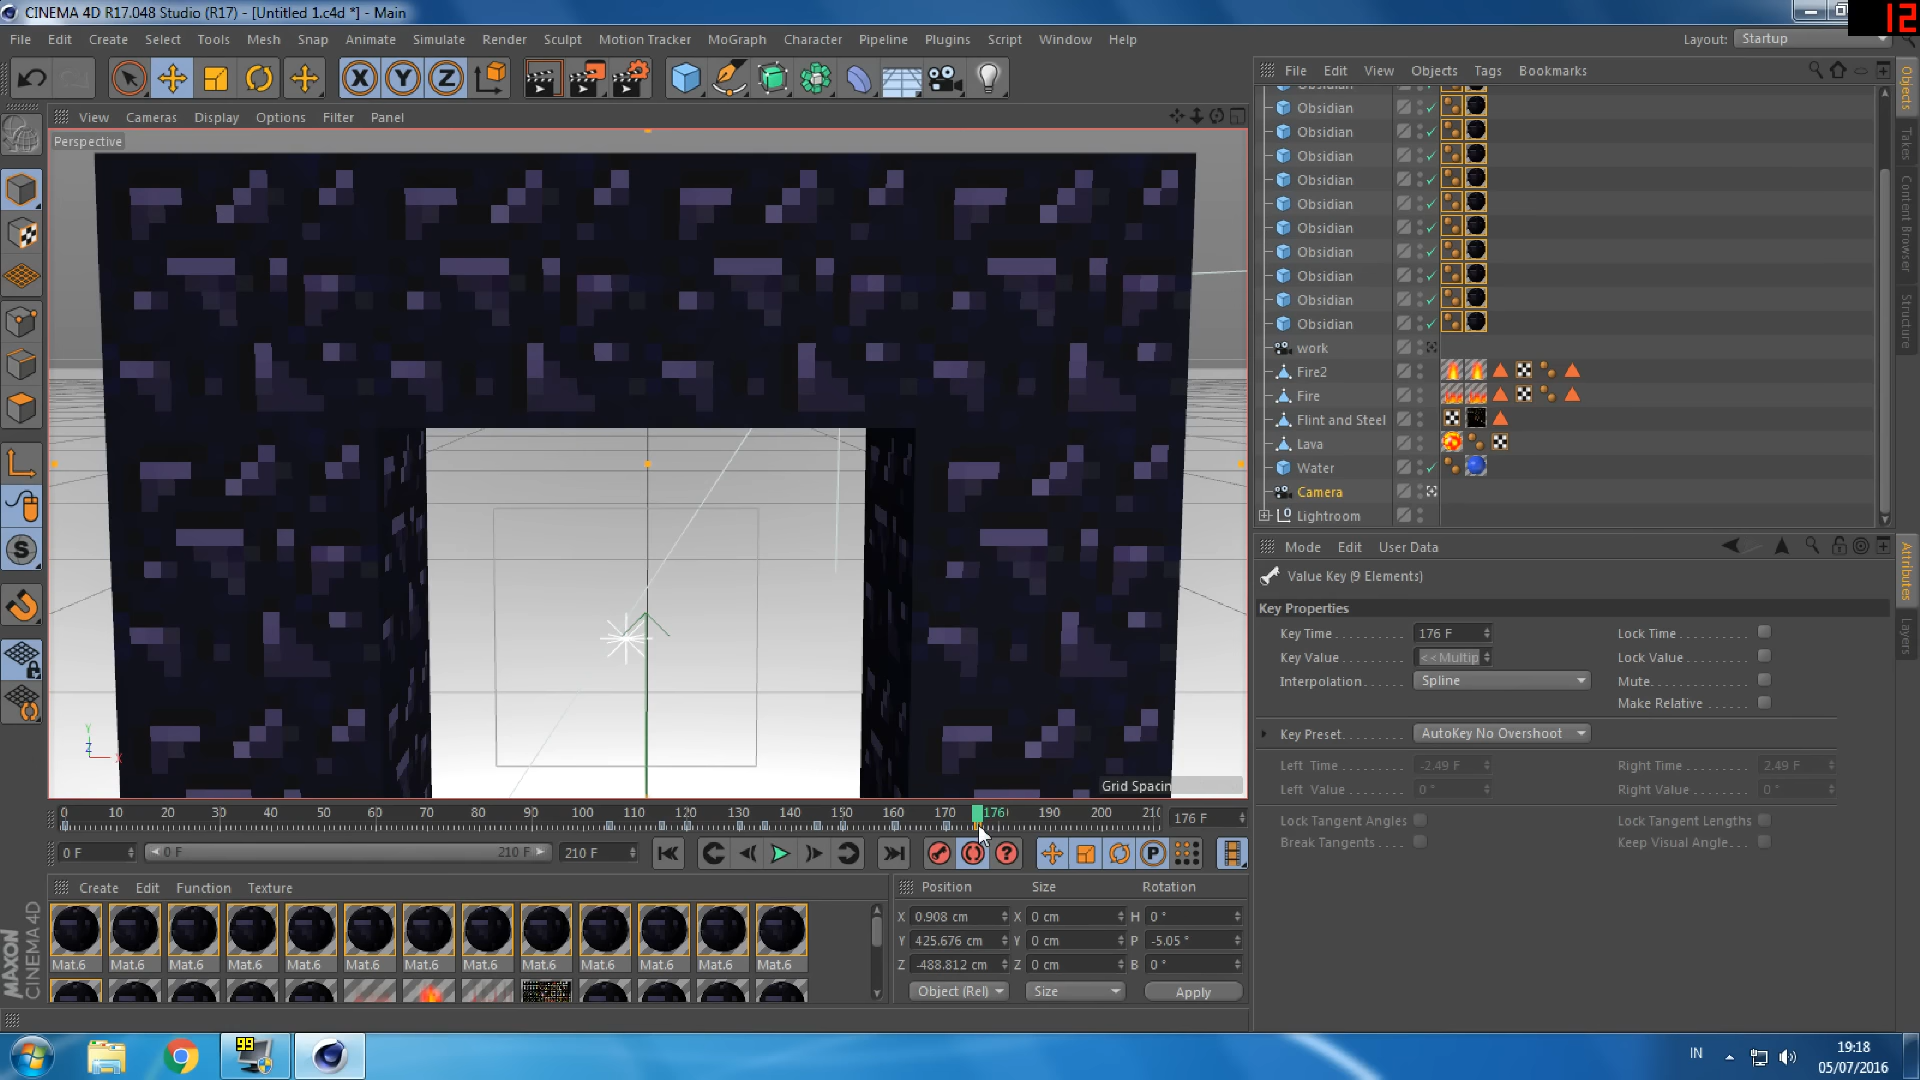 CINEMA 4D R17.048 Studio (R17) - [Untitled 1.c4d *] - Main
12
File Edit Create Select Tools Mesh Snap Animate Simulate Render Sculpt Motion Tracker MoGraph Character Pipeline Plugins Script Window Help
Layout: Startup
X Y Z
File Edit View Objects Tags Bookmarks
View Cameras Display Options Filter Panel
Perspective
Obsidian
Obsidian
Obsidian
Obsidian
Obsidian
Obsidian
Obsidian
Obsidian
Obsidian
Obsidian
work
Fire2
Fire
Flint and Steel
Lava
Water
Camera
Lightroom
Objects
Takes
Content Browser
Structure
Mode Edit User Data
Value Key (9 Elements)
Key Properties
Key Time 176 F Lock Time
Key Value <<Multip Lock Value
Interpolation Spline Mute
Make Relative
Key Preset AutoKey No Overshoot
Left Time -2.49 F Right Time 2.49 F
Left Value 0 ° Right Value 0 °
Lock Tangent Angles Lock Tangent Lengths
Break Tangents Keep Visual Angle
Attributes
Layers
S
Y
Z
X
Grid Spacin
0 10 20 30 40 50 60 70 80 90 100 110 120 130 140 150 160 170 176 190 200 210 176 F
0 F 0 F 210 F 210 F
P
Create Edit Function Texture
Mat.6 Mat.6 Mat.6 Mat.6 Mat.6 Mat.6 Mat.6 Mat.6 Mat.6 Mat.6 Mat.6 Mat.6 Mat.6
Position Size Rotation
X 0.908 cm X 0 cm H 0 °
Y 425.676 cm Y 0 cm P -5.05 °
Z -488.812 cm Z 0 cm B 0 °
Object (Rel) Size Apply
MAXON
CINEMA 4D
99
IN
19:18
05/07/2016